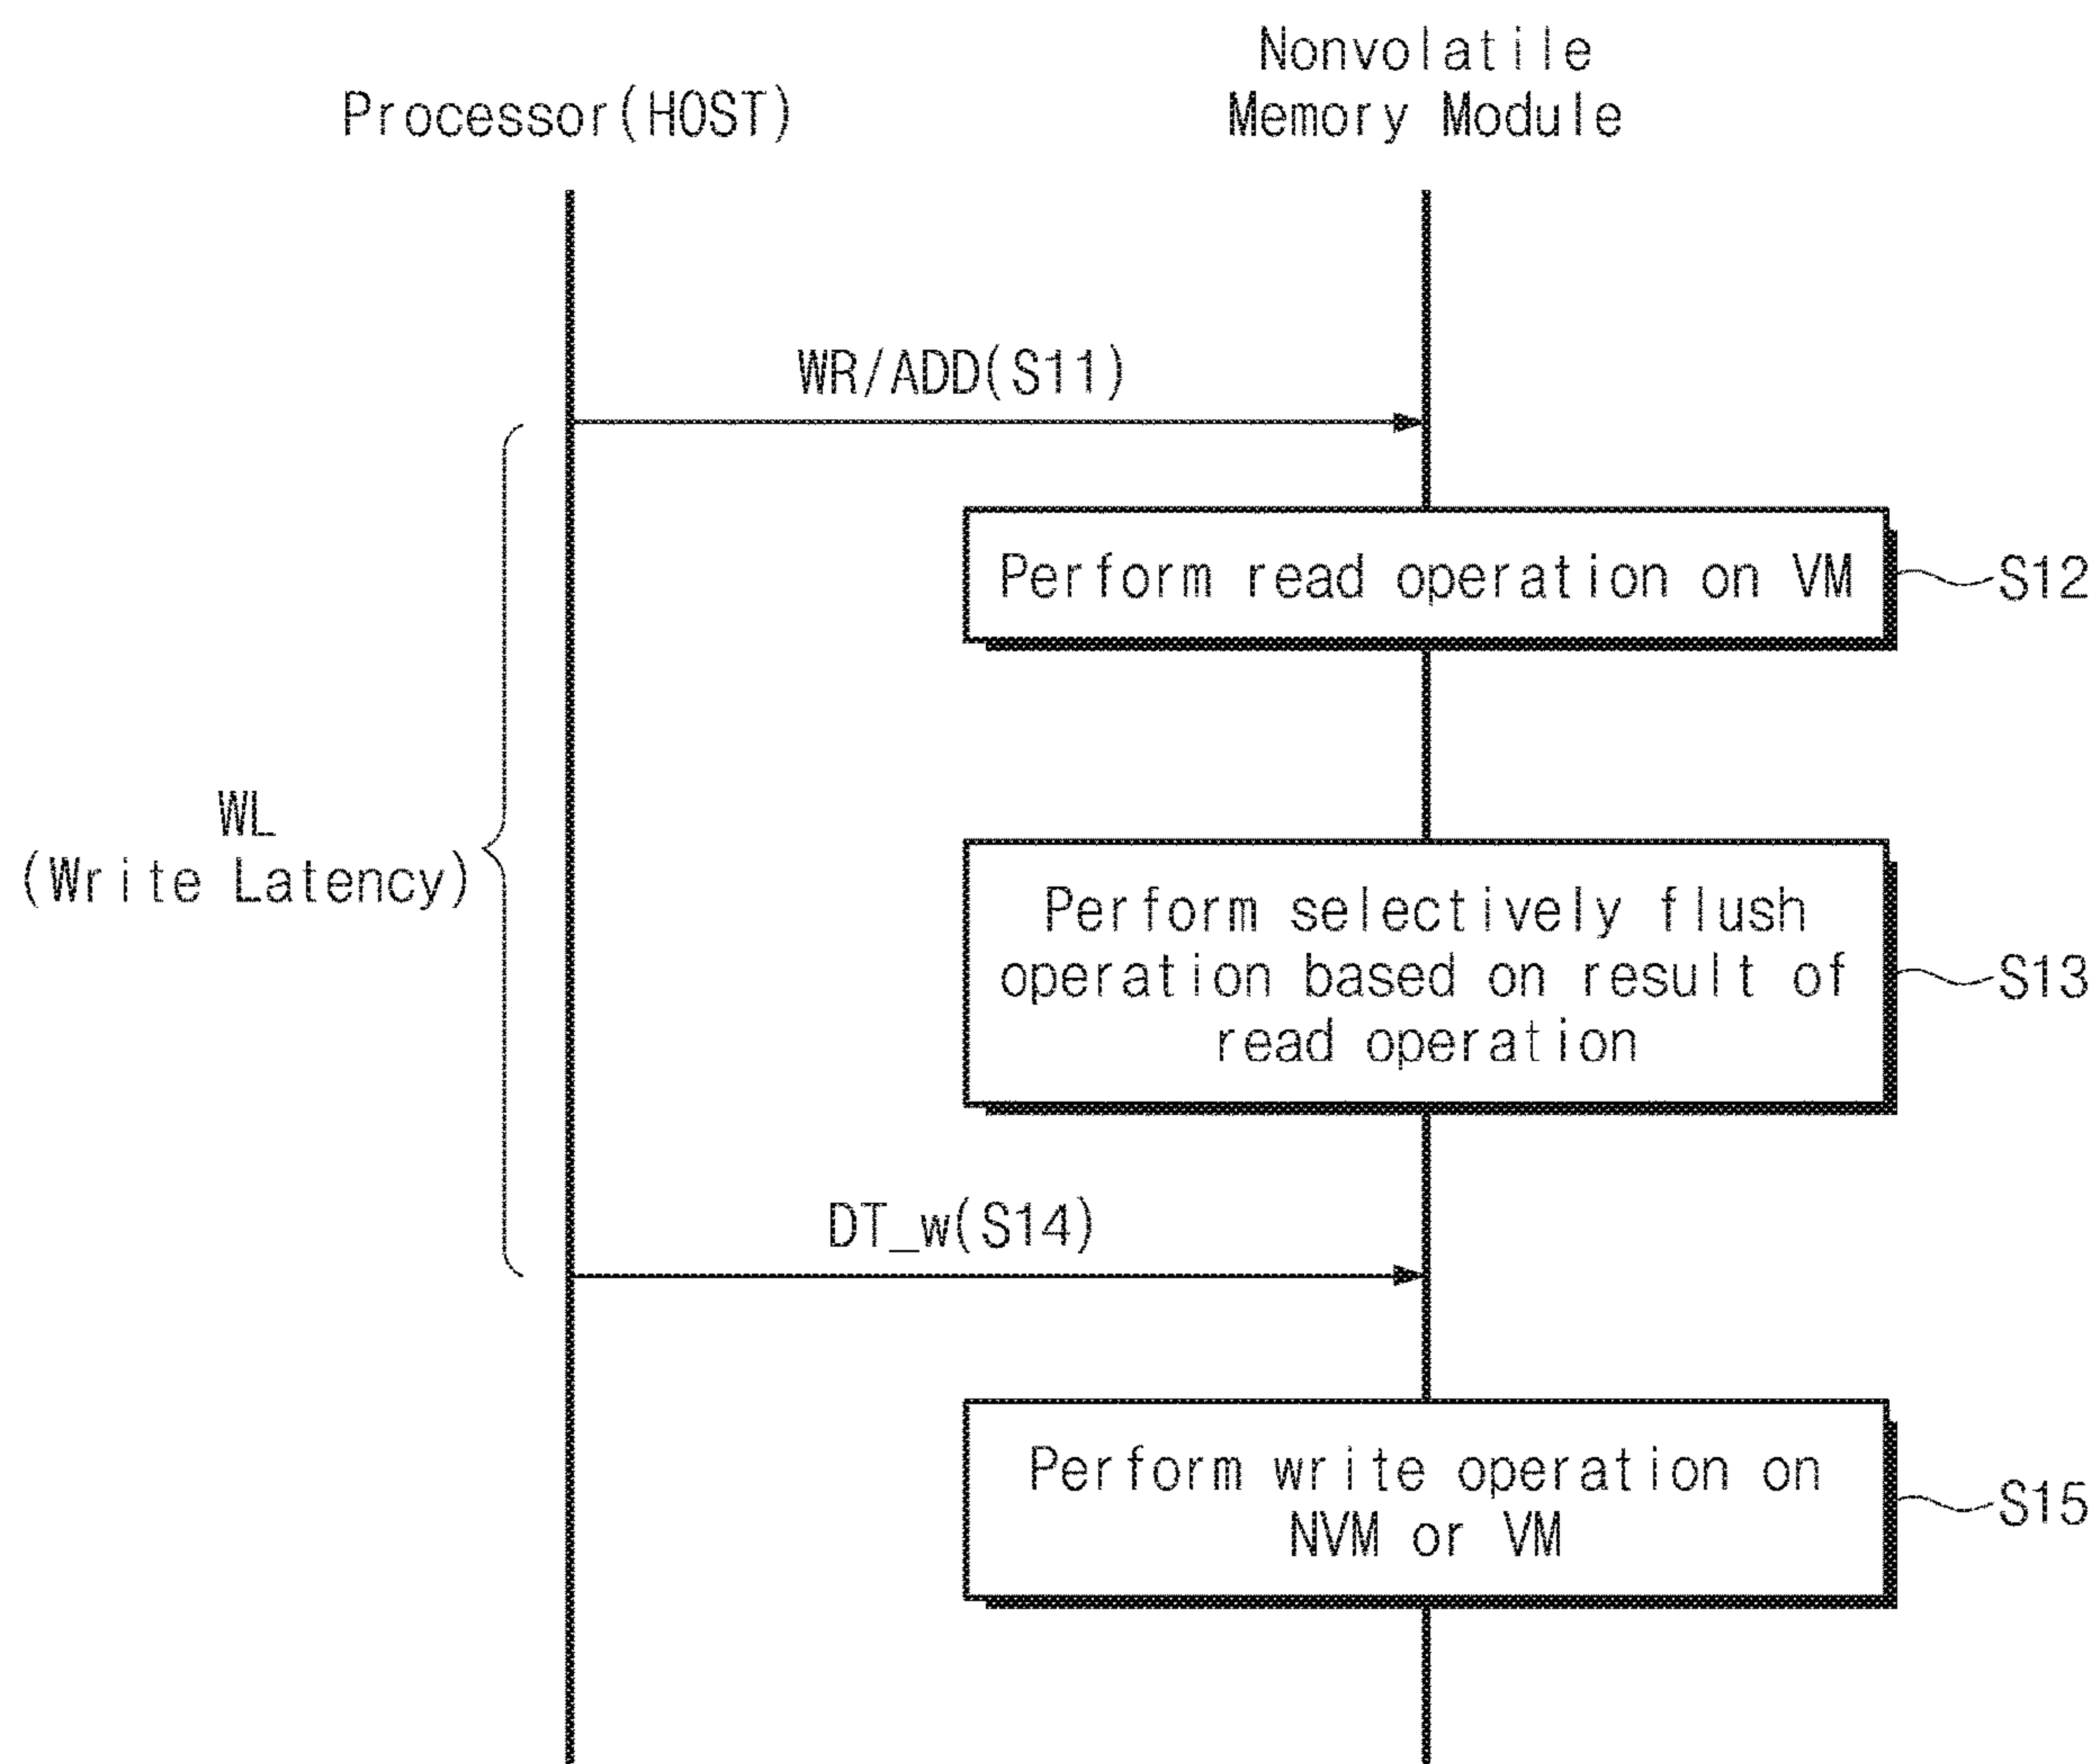 Processor(HOST)
Nonvolatile
Memory Module
WR/ADD(S11)
Perform read operation on VM
S12
WL
(Write Latency)
Perform selectively flush
operation based on result of
read operation
S13
DT_w(S14)
Perform write operation on
NVM or VM
S15